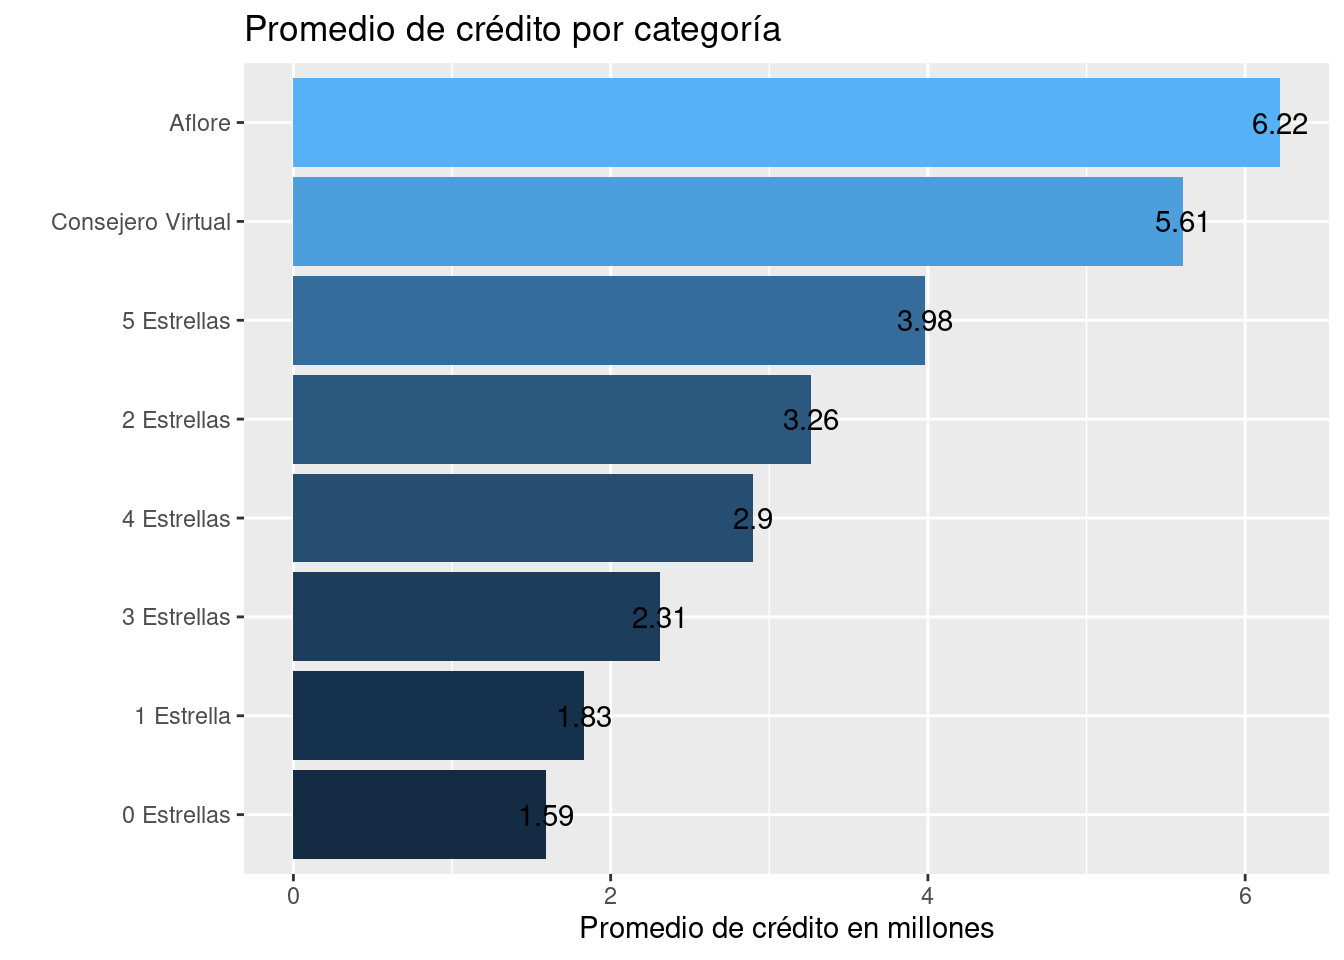 Promedio de crédito por categoría
Aflore 6.22
Consejero Virtual 5.61
5 Estrellas 3.98
2 Estrellas 3.26
4 Estrellas 2.9
3 Estrellas 2.31
1 Estrella 1.83
0 Estrellas 1.59
0 2 4 6
Promedio de crédito en millones